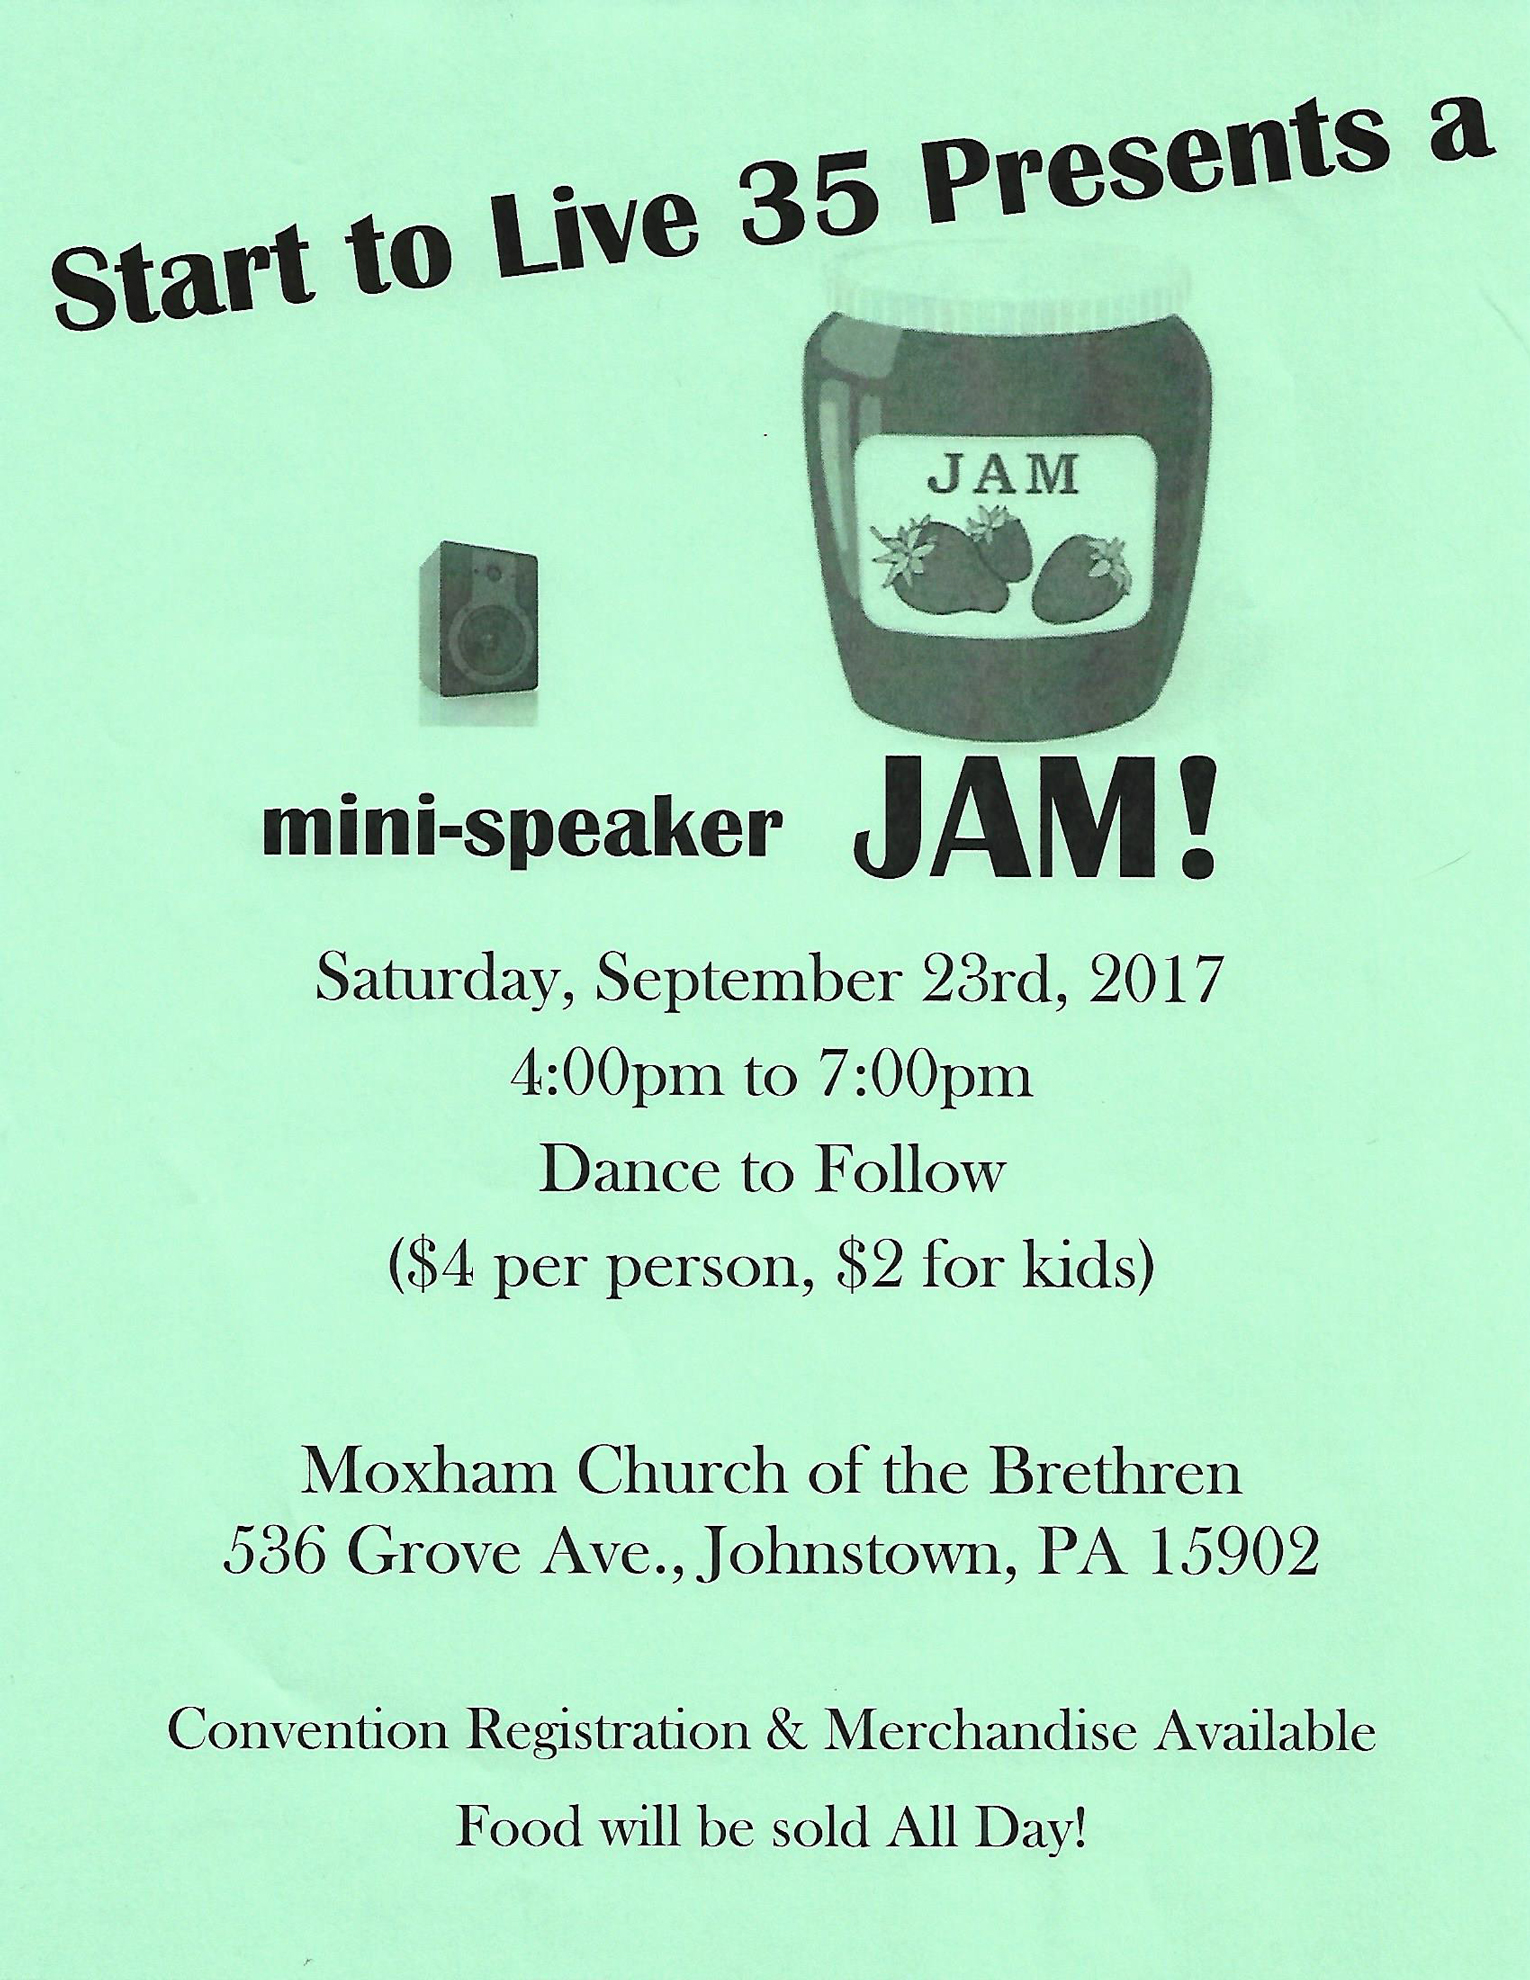 Start to Live 35 Presents a
JAM
mini-speaker JAM!
Saturday, September 23rd, 2017
4:00pm to 7:00pm
Dance to Follow
($4 per person, $2 for kids)
Moxham Church of the Brethren
536 Grove Ave., Johnstown, PA 15902
Convention Registration & Merchandise Available
Food will be sold All Day!